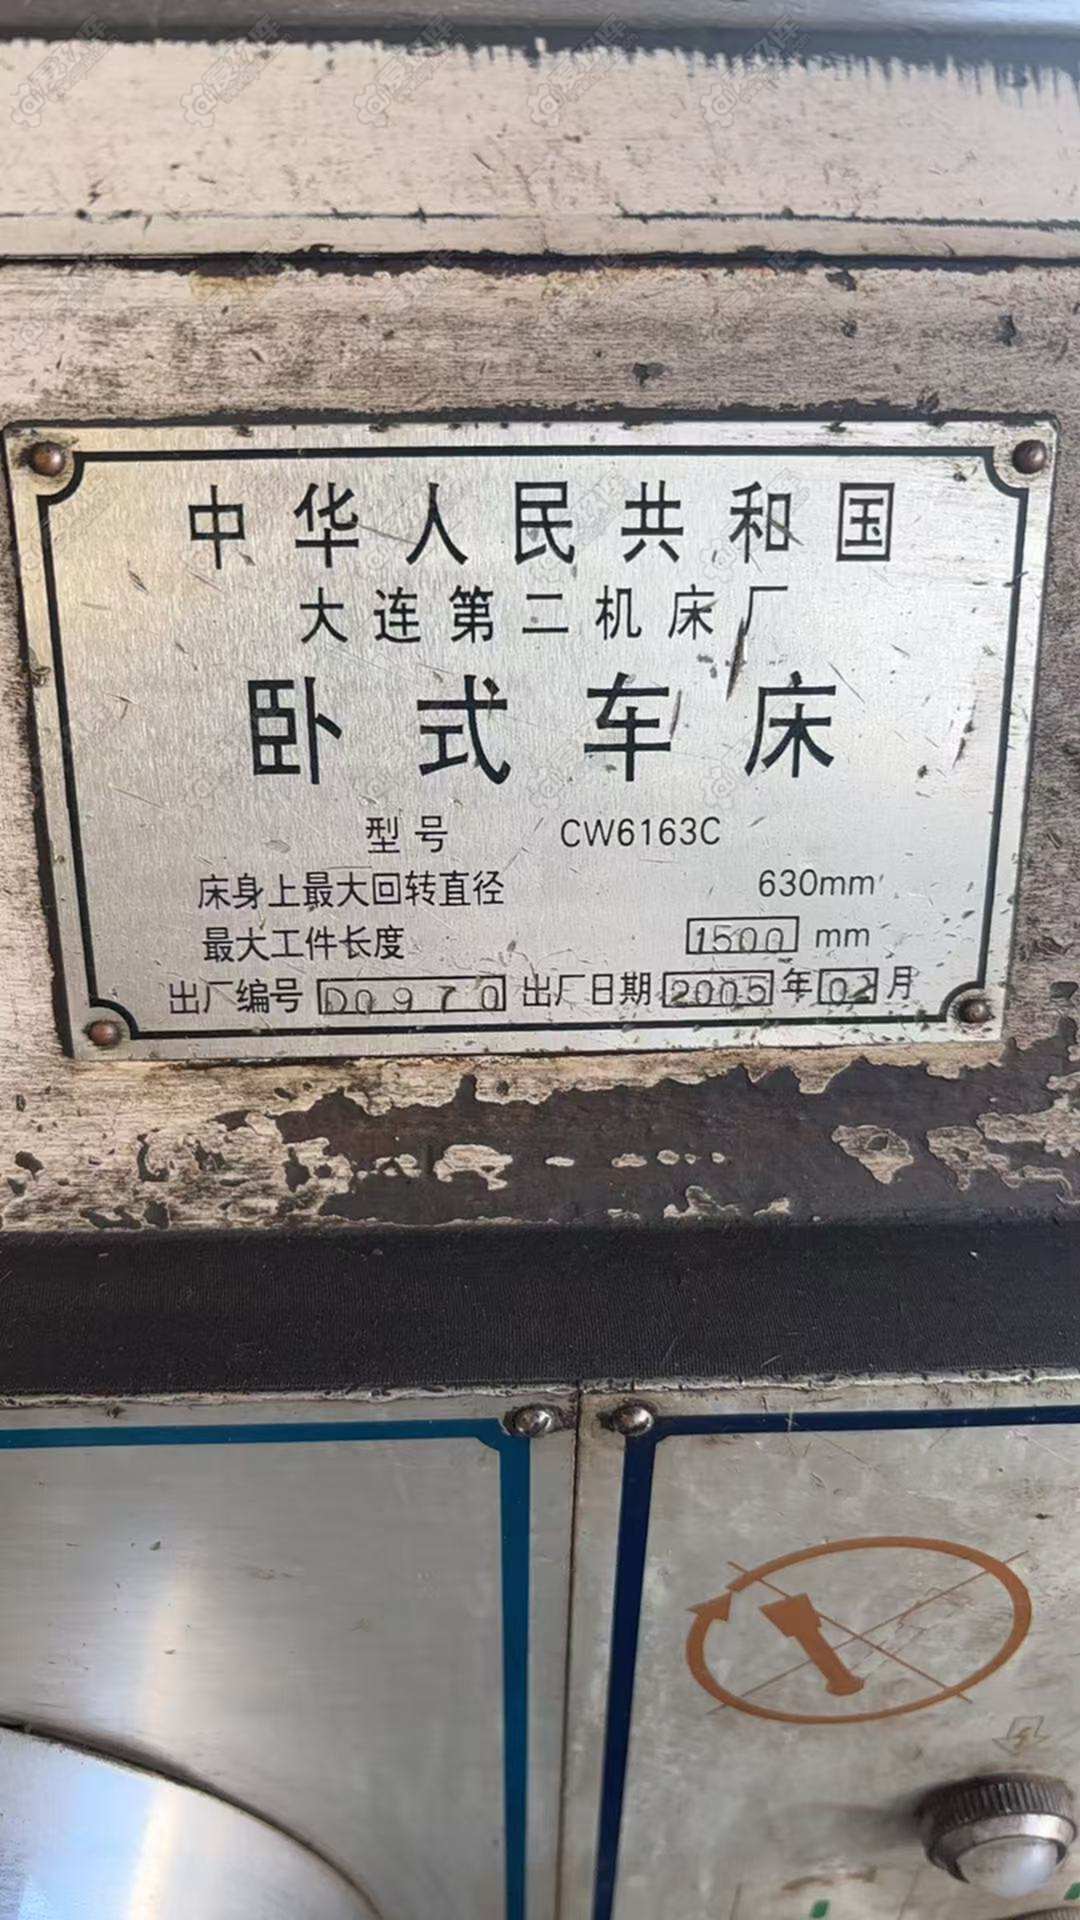 中华人民共和国
大连第二机床厂
卧式车床
型号 CW6163C
床身上最大回转直径 630mm
最大工件长度 1500 mm
出厂编号 D0970 出厂日期 2005 年 02 月